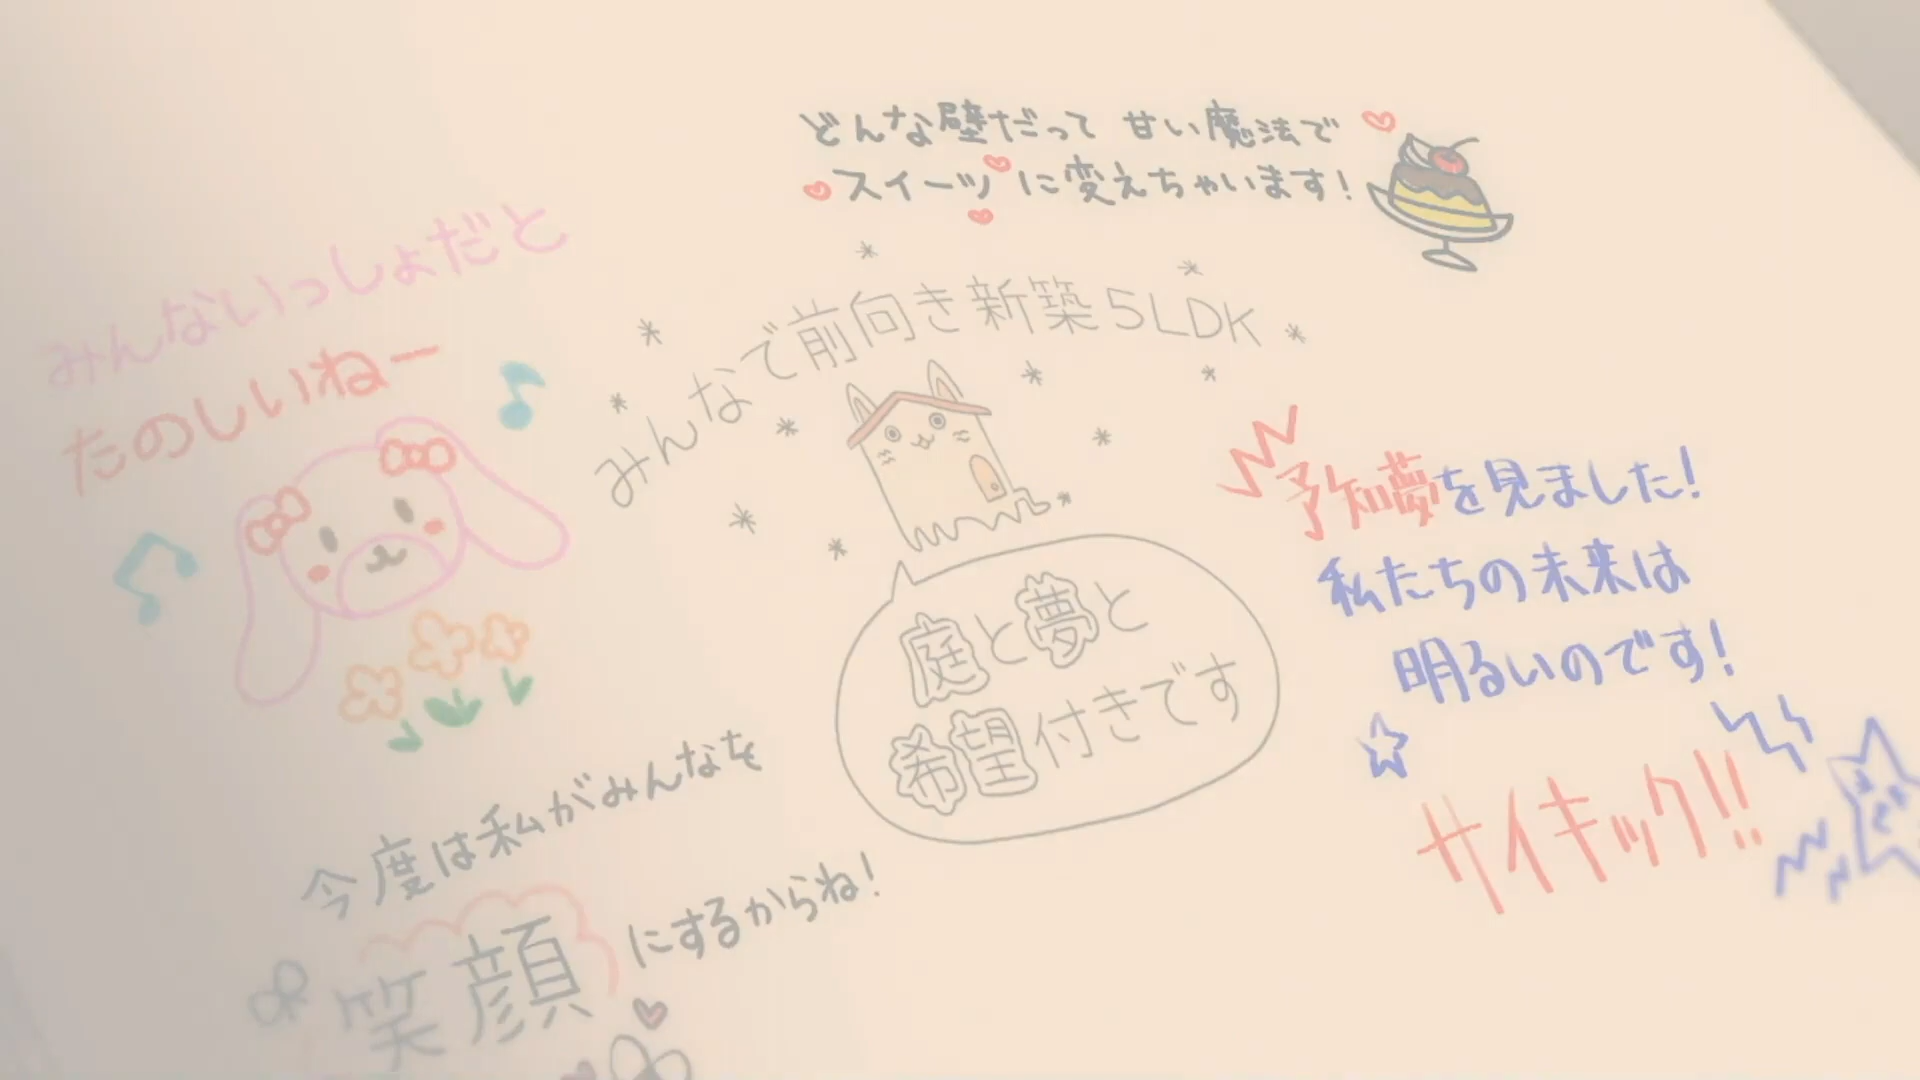 どんな壁だって 甘い魔法で
スイーツに変えちゃいます!
みんないっしょだと
たのしいねー
みんなで前向き新築5LDK
庭と夢と
希望付きです
予知夢を見ました!
私たちの未来は
明るいのです!
サイキック!!
今度は私がみんなを
笑顔にするからね!